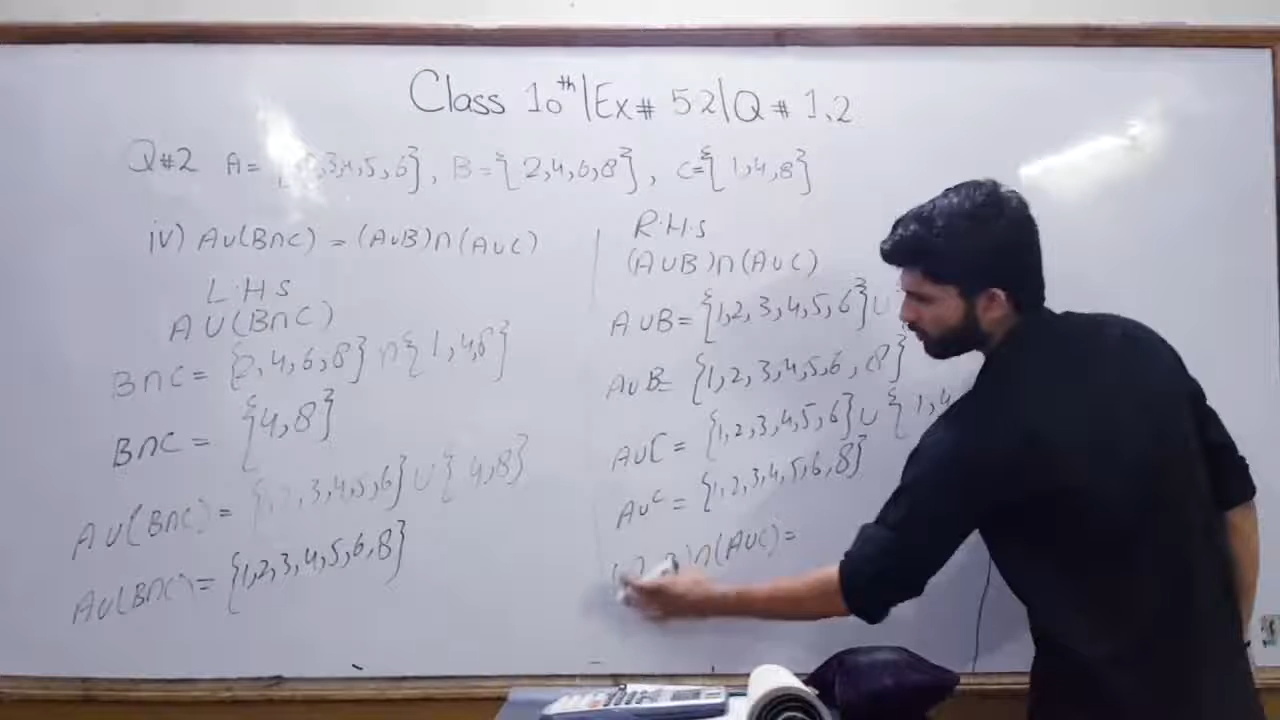 Class 10th | Ex # 5.2 | Q # 1,2
Q#2 A= 3,4,5,6}, B={2,4,6,8}, C={1,4,8}
iv) A∪(B∩C) = (A∪B)∩(A∪C)
L.H.S
A∪(B∩C)
B∩C = {2,4,6,8}∩{1,4,8}
B∩C = {4,8}
A∪(B∩C) = {1,2,3,4,5,6}∪{4,8}
A∪(B∩C) = {1,2,3,4,5,6,8}
R.H.S
(A∪B)∩(A∪C)
A∪B = {1,2,3,4,5,6}∪
A∪B = {1,2,3,4,5,6,8}
A∪C = {1,2,3,4,5,6}∪{1,4
A∪C = {1,2,3,4,5,6,8}
)∩(A∪C) =